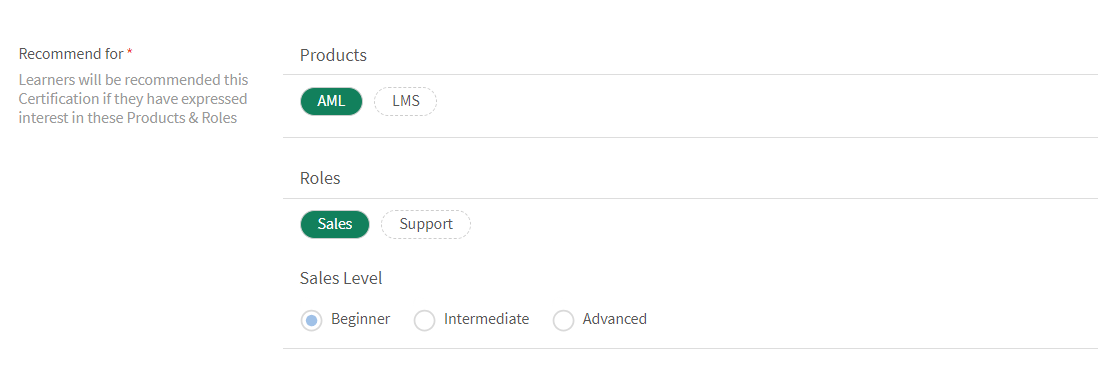 Recommend for *
Learners will be recommended this
Certification if they have expressed
interest in these Products & Roles
Products
AML LMS
Roles
Sales Support
Sales Level
Beginner Intermediate Advanced